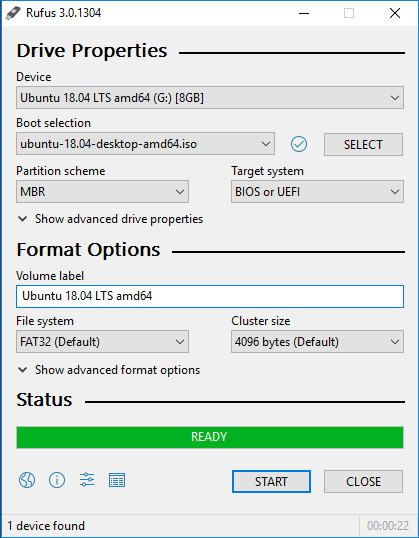 Rufus 3.0.1304
Drive Properties
Device
Ubuntu 18.04 LTS amd64 (G:) [8GB]
Boot selection
ubuntu-18.04-desktop-amd64.iso
SELECT
Partition scheme
Target system
MBR
BIOS or UEFI
Show advanced drive properties
Format Options
Volume label
Ubuntu 18.04 LTS amd64
File system
Cluster size
FAT32 (Default)
4096 bytes (Default)
Show advanced format options
Status
READY
START
CLOSE
1 device found
00:00:22